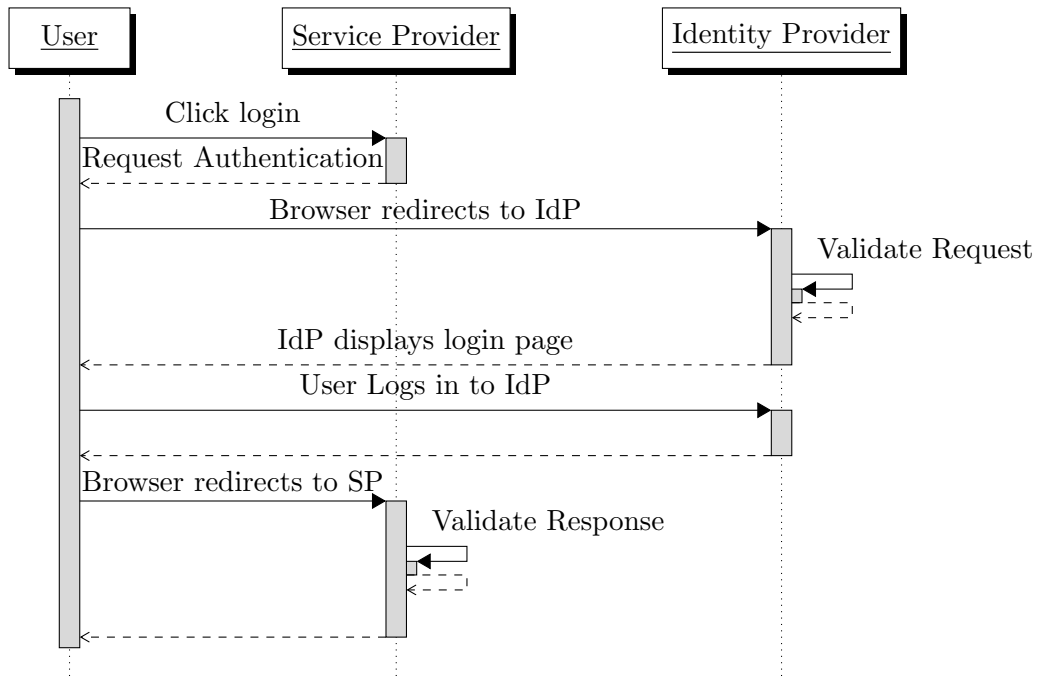 User
Service Provider
Identity Provider
Click login
Request Authentication
Browser redirects to IdP
Validate Request
IdP displays login page
User Logs in to IdP
Browser redirects to SP
Validate Response